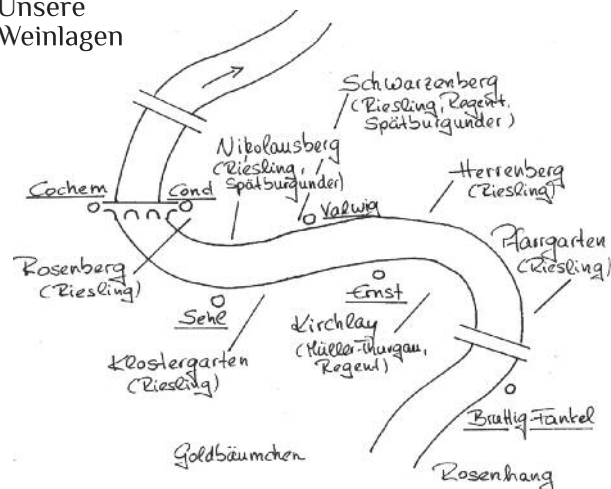 Unsere
Weinlagen
Schwarzenberg
(Riesling, Regent,
Spätburgunder)
Nikolausberg
(Riesling,
Spätburgunder)
Herrenberg
(Riesling)
Cochem
Cond
Valwig
Pfarrgarten
(Riesling)
Rosenberg
(Riesling)
Sehl
Ernst
Kirchlay
(Müller-Thurgau,
Regent)
Klostergarten
(Riesling)
Bruttig-Fankel
Goldbäumchen
Rosenhang